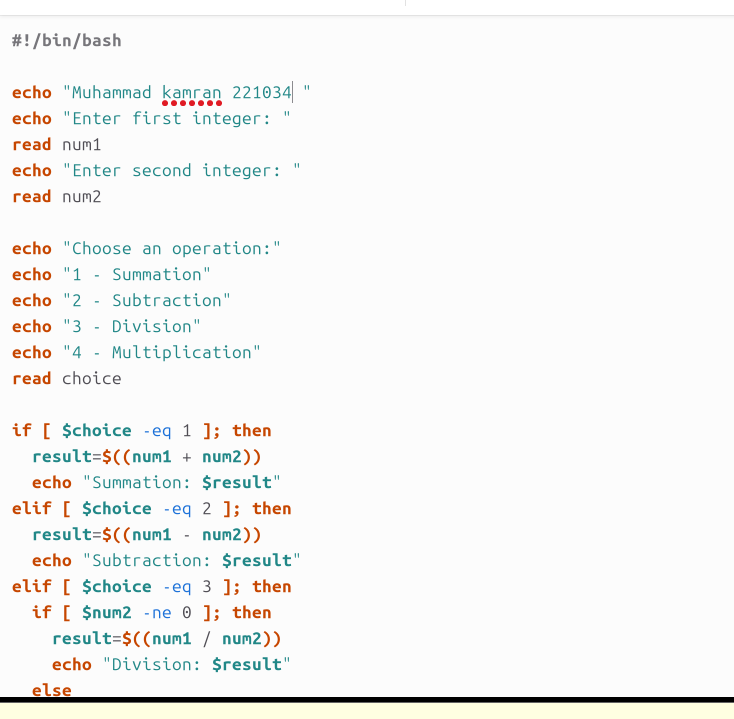 #!/bin/bash

echo "Muhammad kamran 221034 "
echo "Enter first integer: "
read num1
echo "Enter second integer: "
read num2

echo "Choose an operation:"
echo "1 - Summation"
echo "2 - Subtraction"
echo "3 - Division"
echo "4 - Multiplication"
read choice

if [ $choice -eq 1 ]; then
  result=$((num1 + num2))
  echo "Summation: $result"
elif [ $choice -eq 2 ]; then
  result=$((num1 - num2))
  echo "Subtraction: $result"
elif [ $choice -eq 3 ]; then
  if [ $num2 -ne 0 ]; then
    result=$((num1 / num2))
    echo "Division: $result"
  else